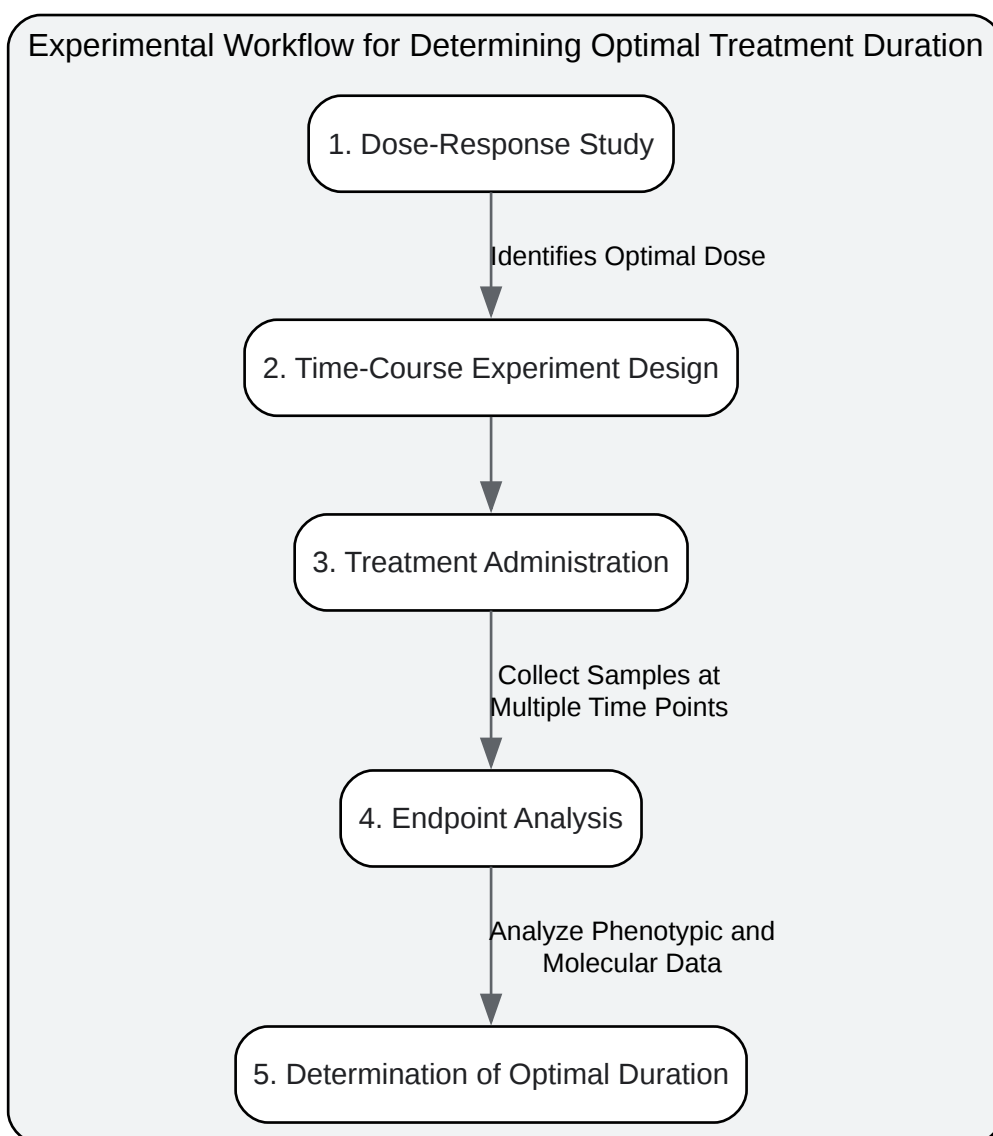 Experimental Workflow for Determining Optimal Treatment Duration
1. Dose-Response Study
Identifies Optimal Dose
2. Time-Course Experiment Design
3. Treatment Administration
Collect Samples at
Multiple Time Points
4. Endpoint Analysis
Analyze Phenotypic and
Molecular Data
5. Determination of Optimal Duration